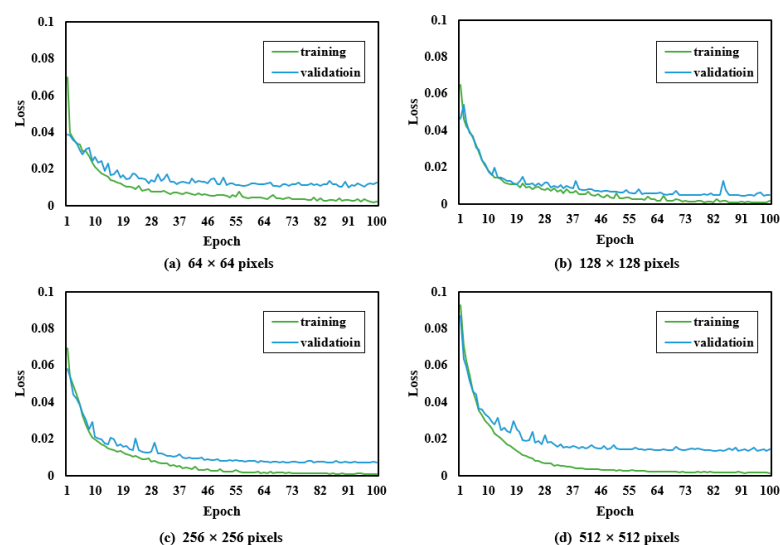 0.1
0.08
0.06
0.04
0.02
0
Loss
training
validatioin
1 10 19 28 37 46 55 64 73 82 91 100
Epoch
(a) 64 × 64 pixels
0.1
0.08
0.06
0.04
0.02
0
Loss
training
validatioin
1 10 19 28 37 46 55 64 73 82 91 100
Epoch
(b) 128 × 128 pixels
0.1
0.08
0.06
0.04
0.02
0
Loss
training
validatioin
1 10 19 28 37 46 55 64 73 82 91 100
Epoch
(c) 256 × 256 pixels
0.1
0.08
0.06
0.04
0.02
0
Loss
training
validatioin
1 10 19 28 37 46 55 64 73 82 91 100
Epoch
(d) 512 × 512 pixels